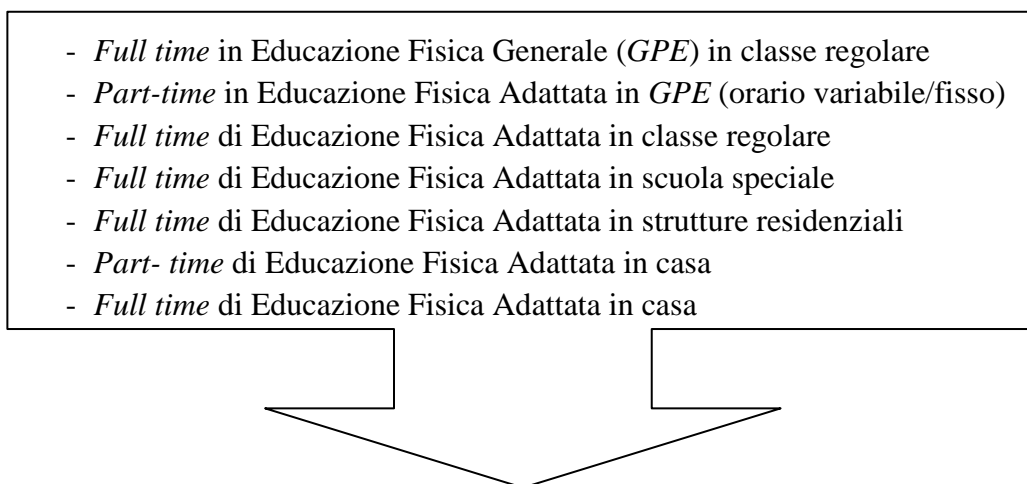 - Full time in Educazione Fisica Generale (GPE) in classe regolare
- Part-time in Educazione Fisica Adattata in GPE (orario variabile/fisso)
- Full time di Educazione Fisica Adattata in classe regolare
- Full time di Educazione Fisica Adattata in scuola speciale
- Full time di Educazione Fisica Adattata in strutture residenziali
- Part- time di Educazione Fisica Adattata in casa
- Full time di Educazione Fisica Adattata in casa